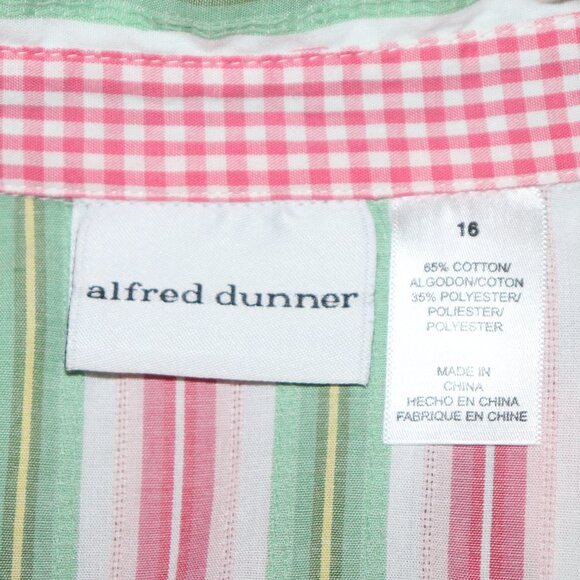 alfred dunner
16
65% COTTON/
ALGODON/COTON
35% POLYESTER/
POLIESTER/
POLYESTER
MADE IN
CHINA
HECHO EN CHINA
FABRIQUE EN CHINE